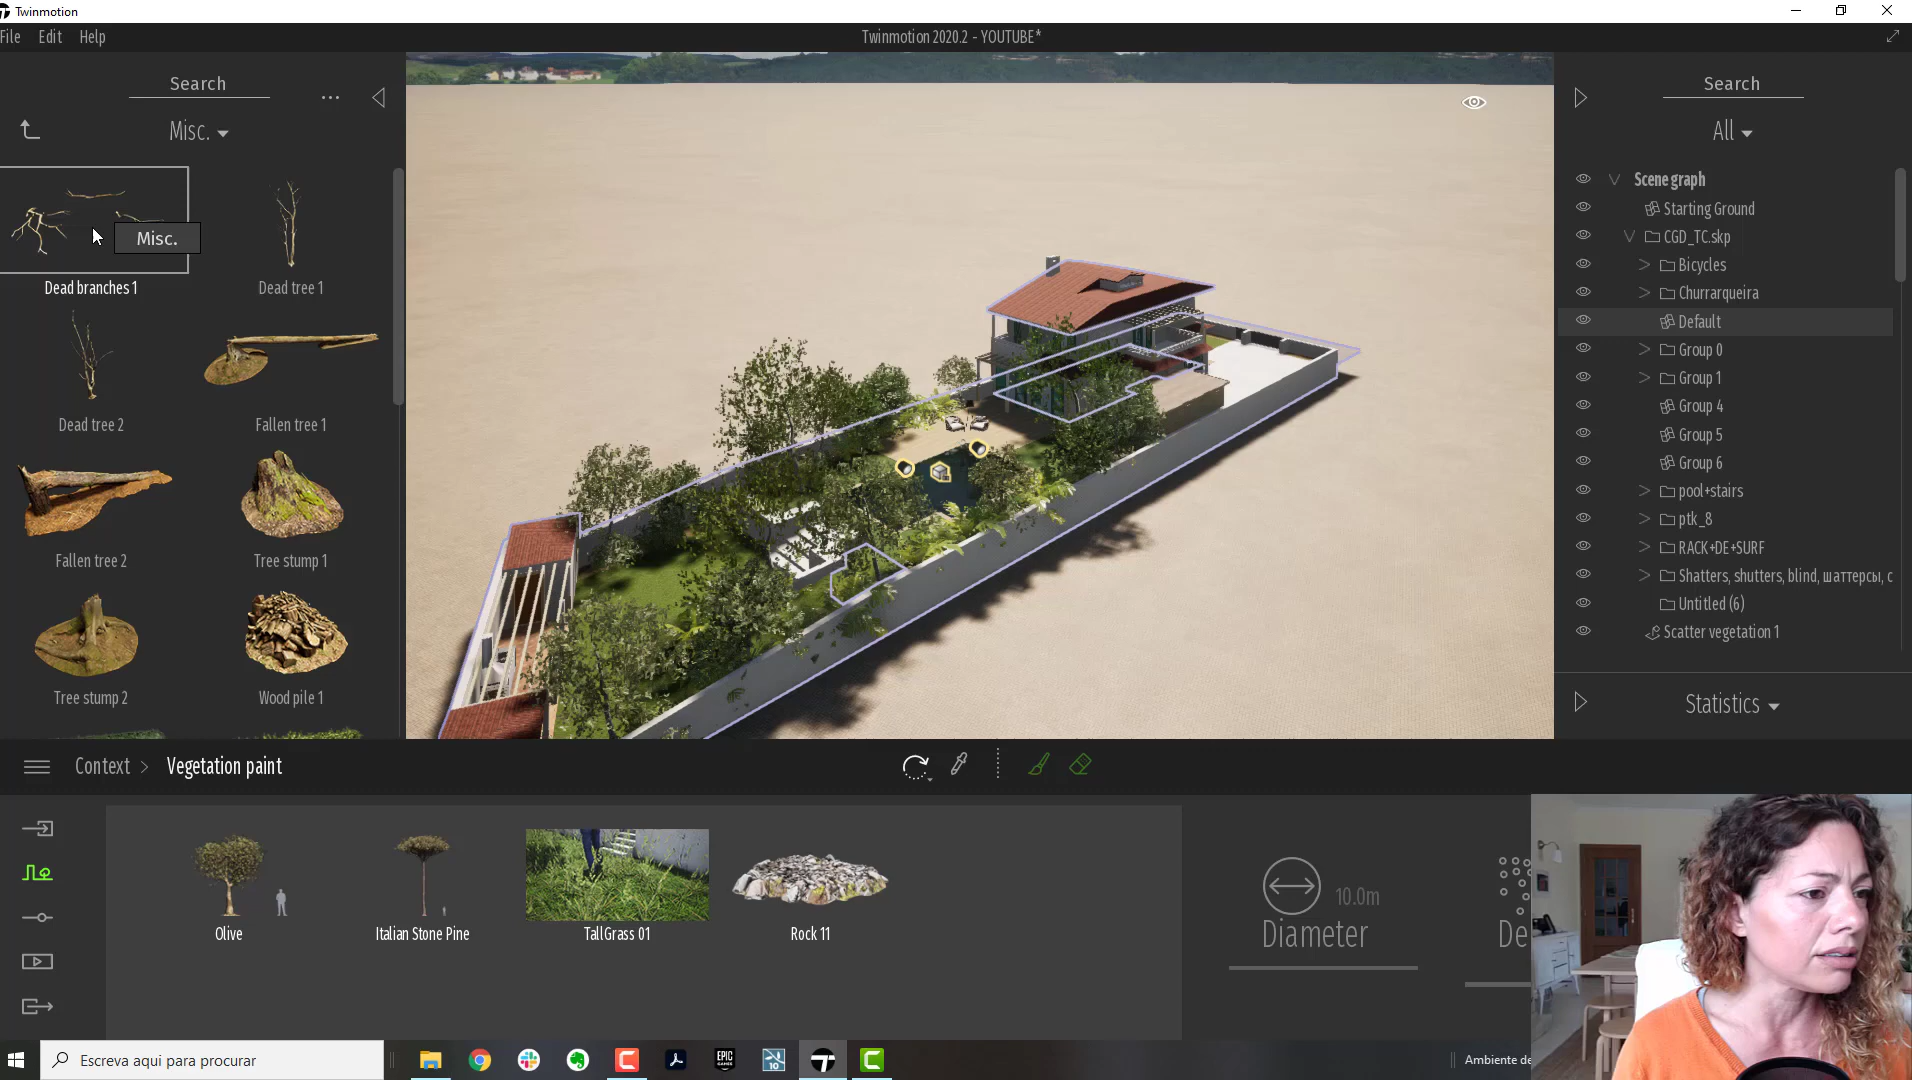 Twinmotion
File Edit Help
Twinmotion 2020.2 - YOUTUBE*
Search
Misc.
Misc.
Dead branches 1
Dead tree 1
Dead tree 2
Fallen tree 1
Fallen tree 2
Tree stump 1
Tree stump 2
Wood pile 1
Search
All
Scene graph
Starting Ground
CGD_TC.skp
Bicycles
Churrarqueira
Default
Group 0
Group 1
Group 4
Group 5
Group 6
pool+stairs
ptk_8
RACK+DE+SURF
Shatters, shutters, blind, шаттерсы, с
Untitled (6)
Scatter vegetation 1
Statistics
Context > Vegetation paint
Olive
Italian Stone Pine
TallGrass 01
Rock 11
10.0m
Diameter
De
Escreva aqui para procurar
EPIC GAMES
10
Ambiente de